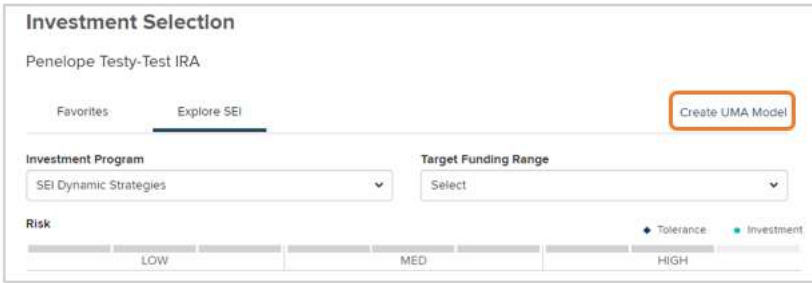 Investment Selection
Penelope Testy-Test IRA
Favorites Explore SEI Create UMA Model
Investment Program Target Funding Range
SEI Dynamic Strategies Select
Risk Tolerance Investment
LOW MED HIGH